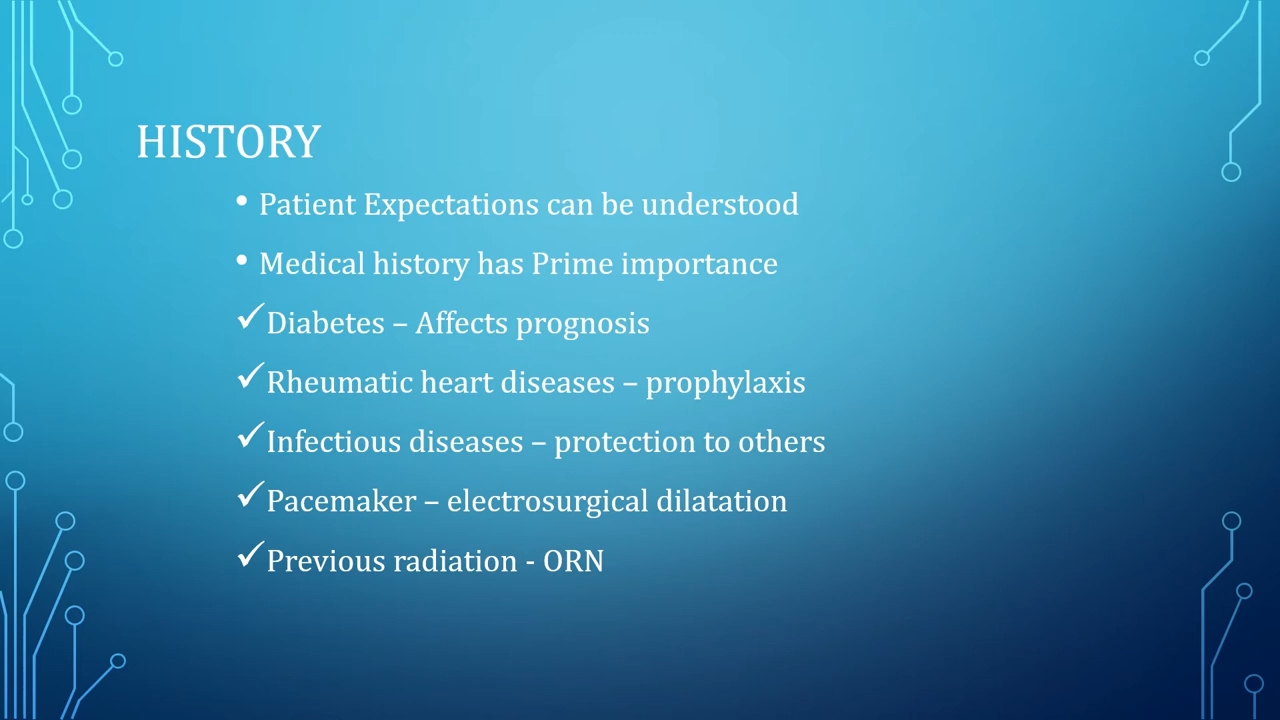 HISTORY
• Patient Expectations can be understood
• Medical history has Prime importance
✓Diabetes – Affects prognosis
✓Rheumatic heart diseases – prophylaxis
✓Infectious diseases – protection to others
✓Pacemaker – electrosurgical dilatation
✓Previous radiation - ORN